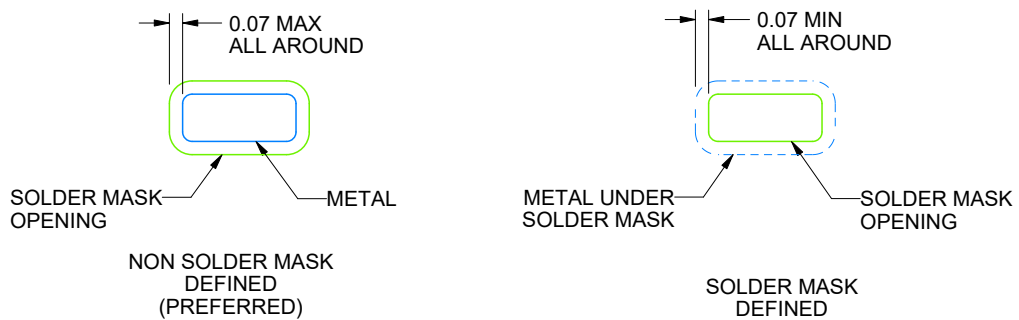 0.07 MAX
ALL AROUND
SOLDER MASK
OPENING
METAL
NON SOLDER MASK
DEFINED
(PREFERRED)
0.07 MIN
ALL AROUND
METAL UNDER
SOLDER MASK
SOLDER MASK
OPENING
SOLDER MASK
DEFINED